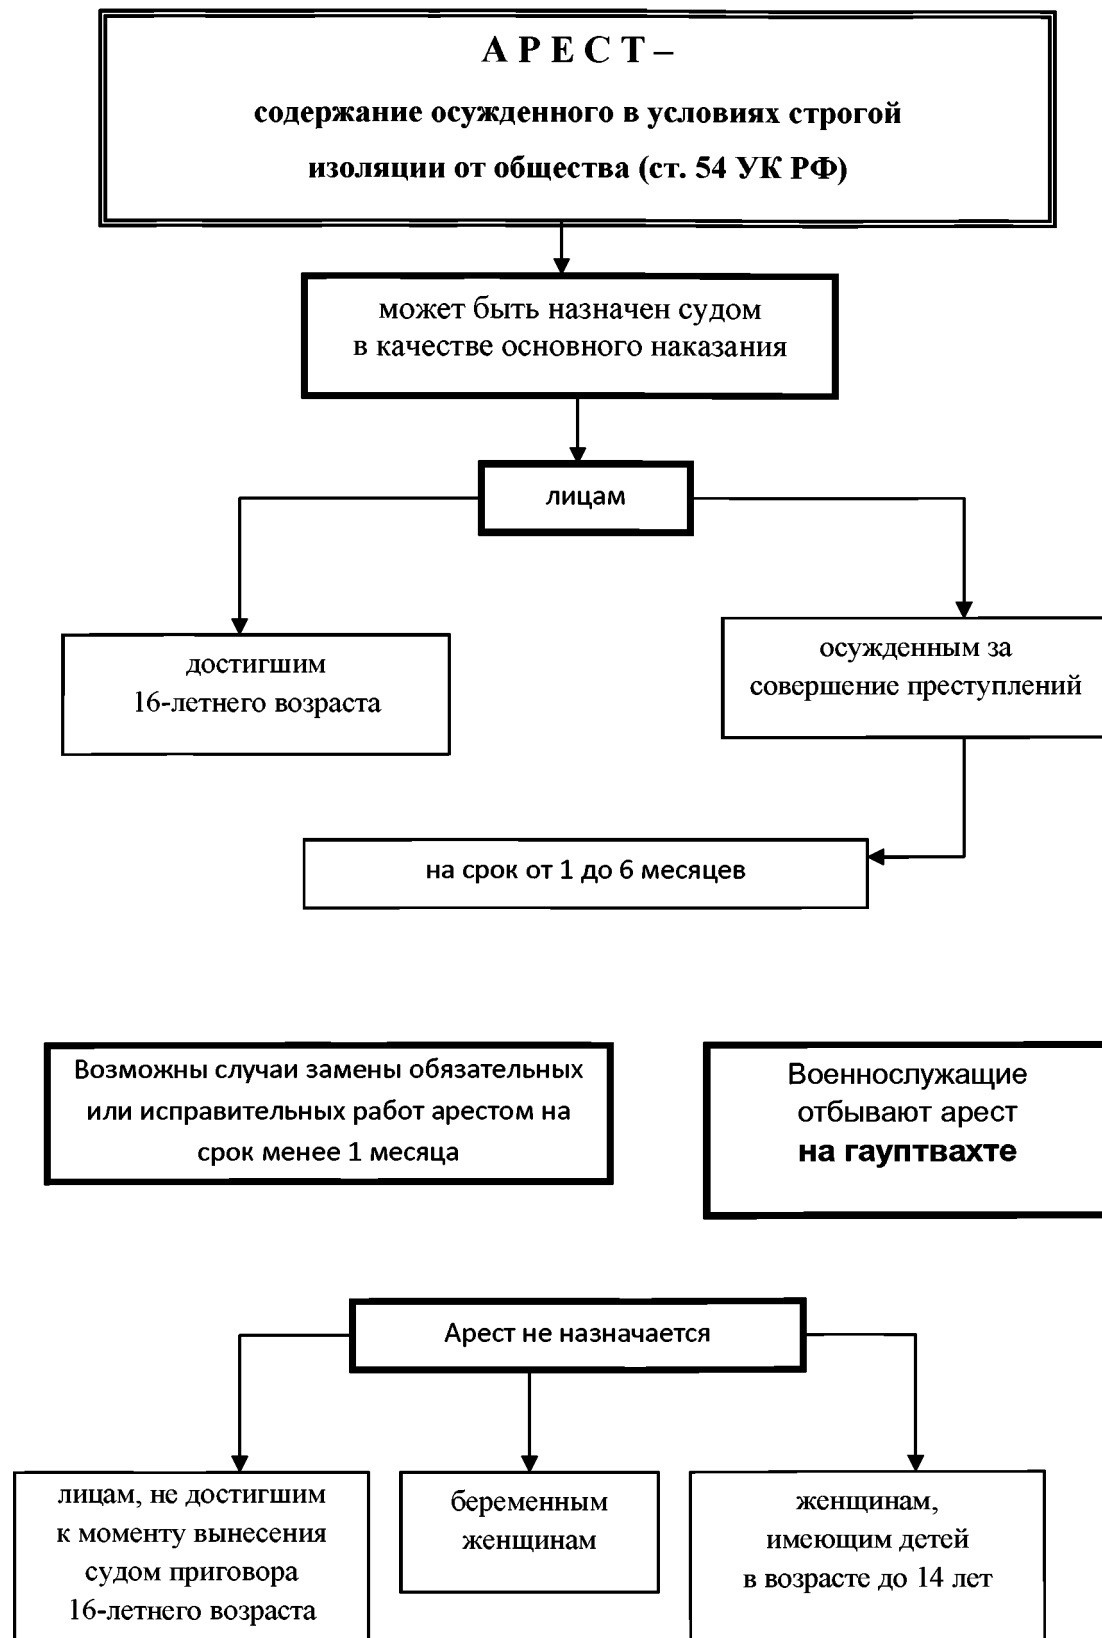 А Р Е С Т –
содержание осужденного в условиях строгой
изоляции от общества (ст. 54 УК РФ)
может быть назначен судом
в качестве основного наказания
лицам
достигшим
16-летнего возраста
осужденным за
совершение преступлений
на срок от 1 до 6 месяцев
Возможны случаи замены обязательных
или исправительных работ арестом на
срок менее 1 месяца
Военнослужащие
отбывают арест
на гауптвахте
Арест не назначается
лицам, не достигшим
к моменту вынесения
судом приговора
16-летнего возраста
беременным
женщинам
женщинам,
имеющим детей
в возрасте до 14 лет